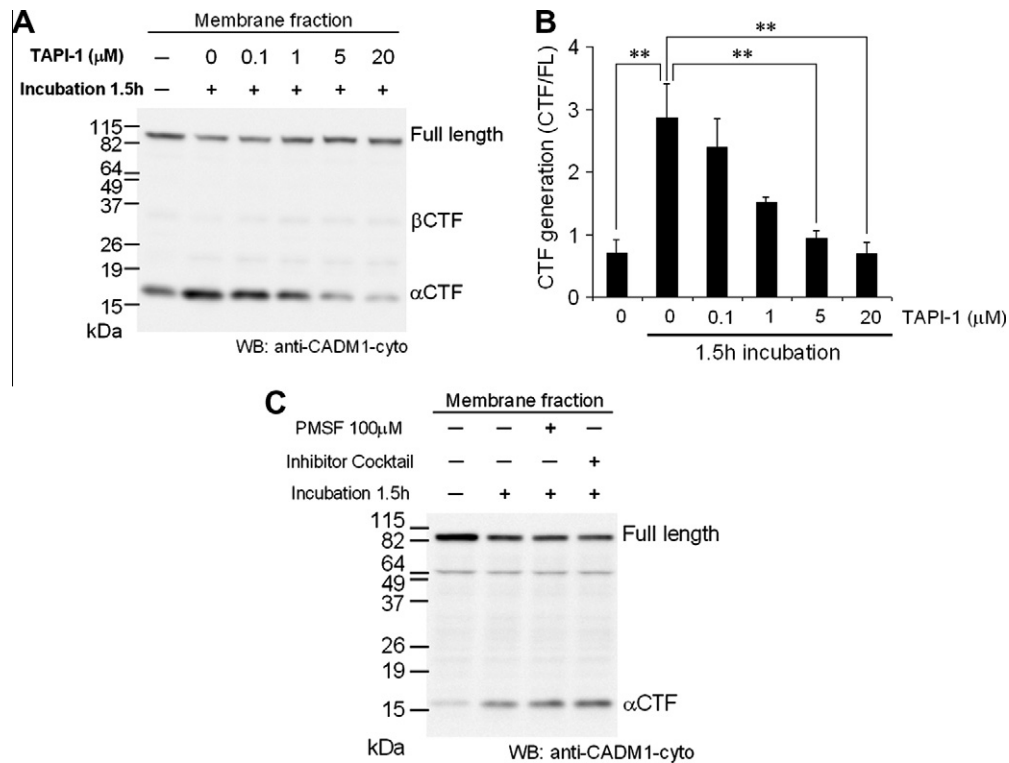 A
Membrane fraction
TAPI-1 (µM) – 0 0.1 1 5 20
Incubation 1.5h – + + + + +
115
82
64
49
37
26
19
15
kDa
Full length
βCTF
αCTF
WB: anti-CADM1-cyto
B
CTF generation (CTF/FL)
4
3
2
1
0
**
**
**
0 0 0.1 1 5 20 TAPI-1 (µM)
1.5h incubation
C
Membrane fraction
PMSF 100µM – – + –
Inhibitor Cocktail – – – +
Incubation 1.5h – + + +
115
82
64
49
37
26
19
15
kDa
Full length
αCTF
WB: anti-CADM1-cyto